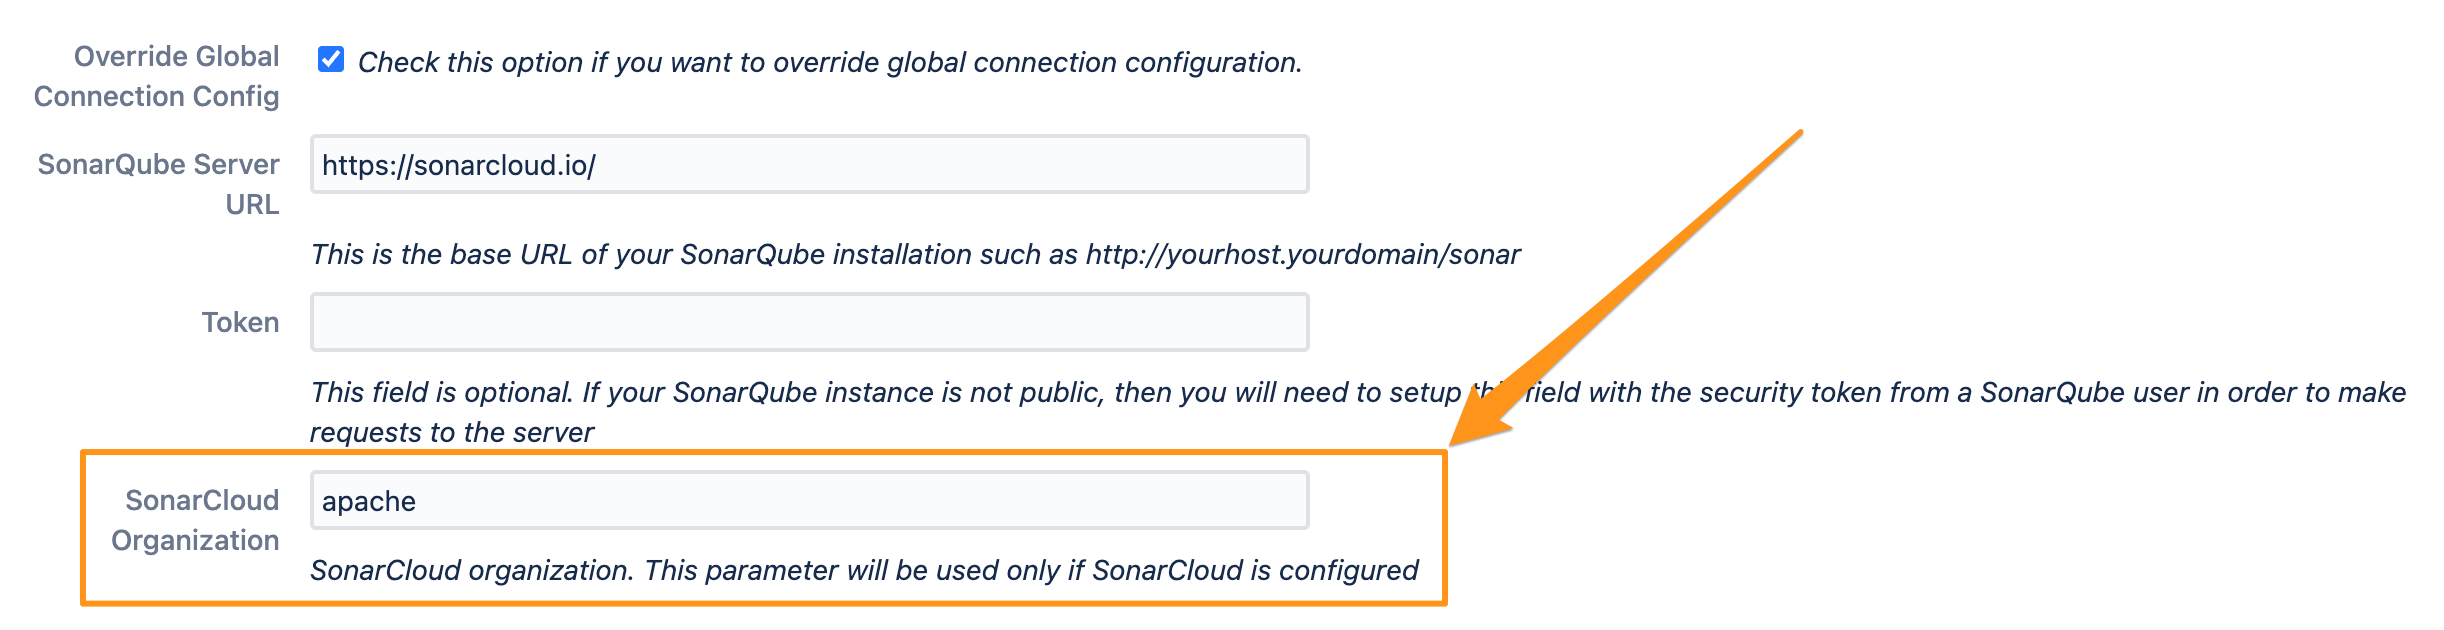 Override Global
Connection Config
Check this option if you want to override global connection configuration.
SonarQube Server
URL
https://sonarcloud.io/
This is the base URL of your SonarQube installation such as http://yourhost.yourdomain/sonar
Token
This field is optional. If your SonarQube instance is not public, then you will need to setup this field with the security token from a SonarQube user in order to make
requests to the server
SonarCloud
Organization
apache
SonarCloud organization. This parameter will be used only if SonarCloud is configured